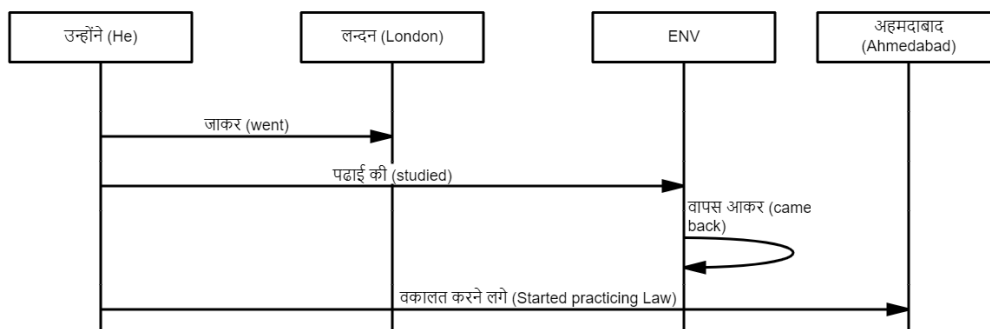 उन्होंने (He)
लन्दन (London)
ENV
अहमदाबाद
(Ahmedabad)
जाकर (went)
पढाई की (studied)
वापस आकर (came
back)
वकालत करने लगे (Started practicing Law)